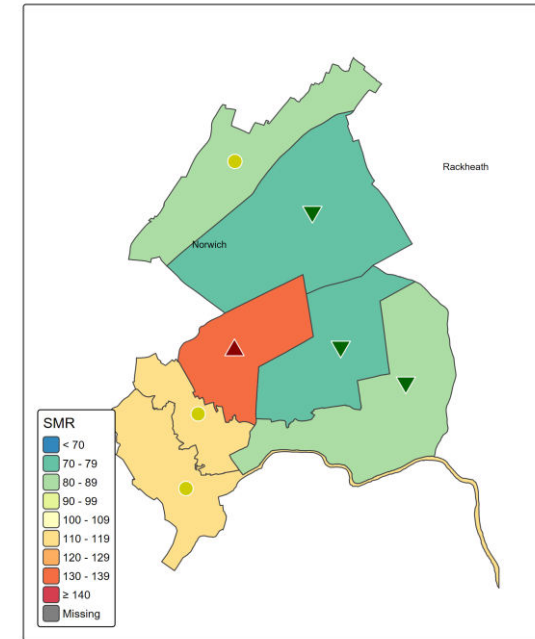 Rackheath
Norwich
SMR
< 70
70 - 79
80 - 89
90 - 99
100 - 109
110 - 119
120 - 129
130 - 139
≥ 140
Missing